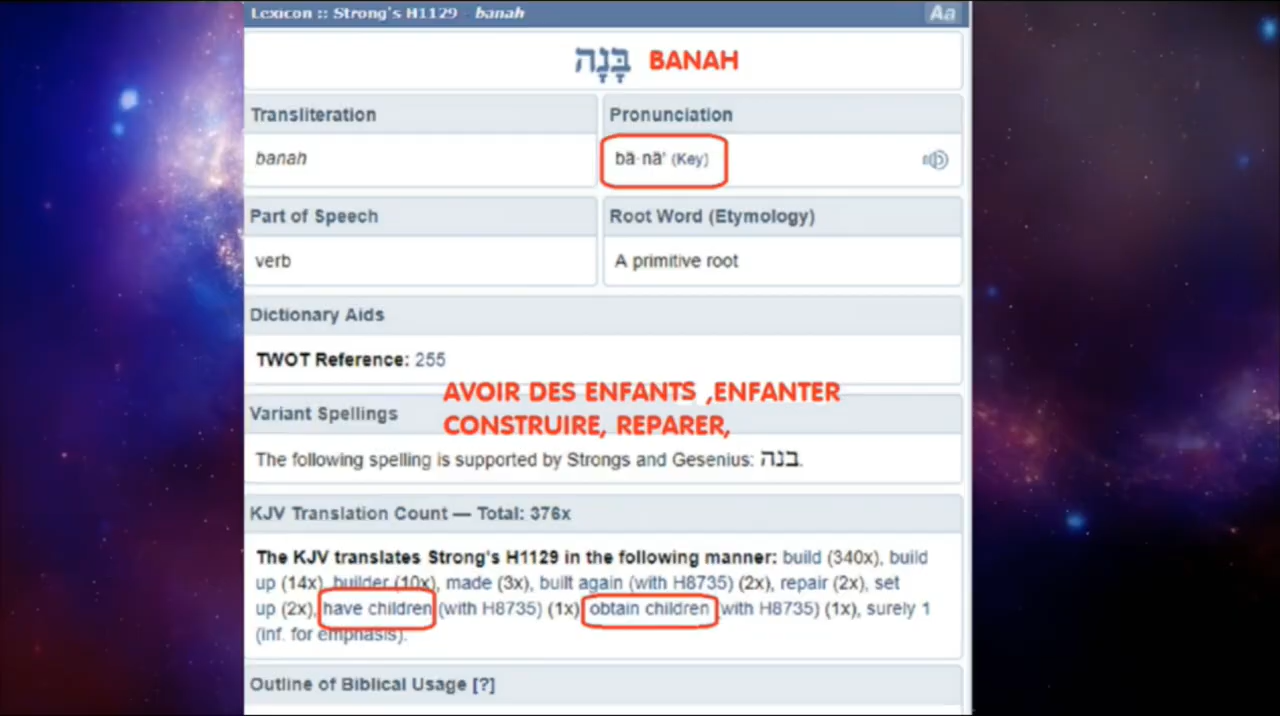 Lexicon :: Strong's H1129 - banah
Aa
בָּנָה BANAH
Transliteration
Pronunciation
banah
bä·nä' (Key)
Part of Speech
Root Word (Etymology)
verb
A primitive root
Dictionary Aids
TWOT Reference: 255
AVOIR DES ENFANTS ,ENFANTER
Variant Spellings
CONSTRUIRE, REPARER,
The following spelling is supported by Strongs and Gesenius: בנה.
KJV Translation Count — Total: 376x
The KJV translates Strong's H1129 in the following manner: build (340x), build
up (14x), builder (10x), made (3x), built again (with H8735) (2x), repair (2x), set
up (2x), have children (with H8735) (1x) obtain children (with H8735) (1x), surely 1
(inf. for emphasis).
Outline of Biblical Usage [?]